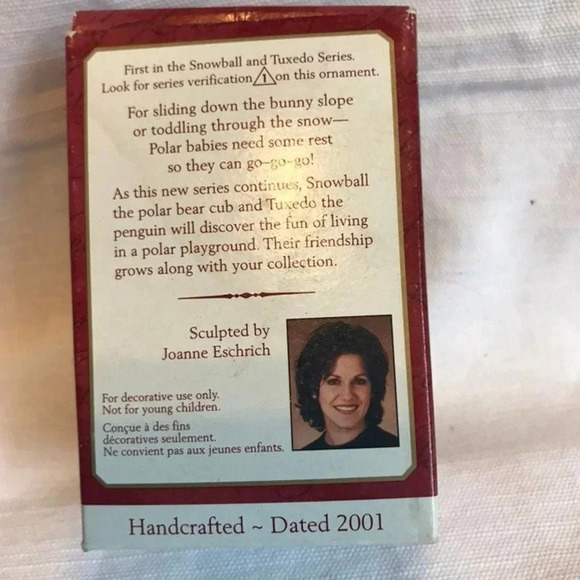 First in the Snowball and Tuxedo Series.
Look for series verification 1 on this ornament.
For sliding down the bunny slope
or toddling through the snow—
Polar babies need some rest
so they can go-go-go!
As this new series continues, Snowball
the polar bear cub and Tuxedo the
penguin will discover the fun of living
in a polar playground. Their friendship
grows along with your collection.
Sculpted by
Joanne Eschrich
For decorative use only.
Not for young children.
Conçue à des fins
décoratives seulement.
Ne convient pas aux jeunes enfants.
Handcrafted ~ Dated 2001